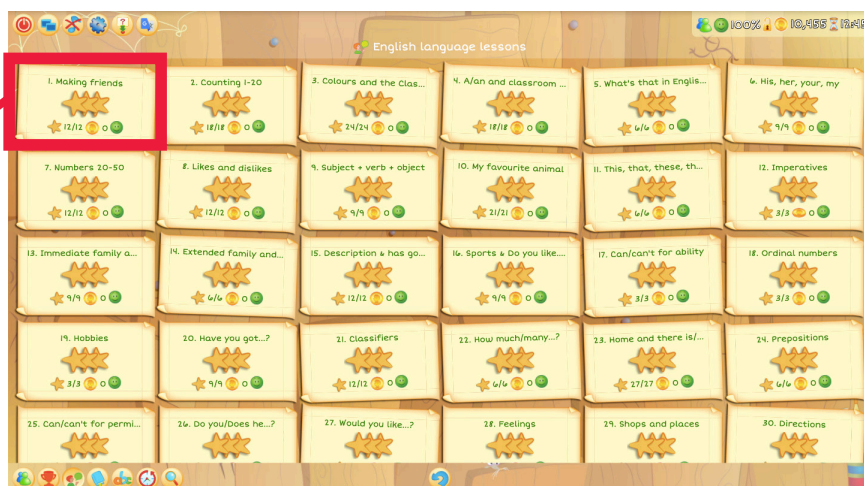 100% 10,455
English language lessons
1. Making friends
12/12 0
2. Counting 1-20
18/18 0
3. Colours and the Clas...
24/24 0
4. A/an and classroom ...
18/18 0
5. What's that in Englis...
6/6 0
6. His, her, your, my
9/9 0
7. Numbers 20-50
12/12 0
8. Likes and dislikes
12/12 0
9. Subject + verb + object
9/9 0
10. My favourite animal
21/21 0
11. This, that, these, th...
6/6 0
12. Imperatives
3/3 0
13. Immediate family a...
9/9 0
14. Extended family and...
6/6 0
15. Description & has go...
12/12 0
16. Sports & Do you like....
9/9 0
17. Can/can't for ability
3/3 0
18. Ordinal numbers
3/3 0
19. Hobbies
3/3 0
20. Have you got...?
9/9 0
21. Classifiers
12/12 0
22. How much/many...?
6/6 0
23. Home and there is/...
27/27 0
24. Prepositions
6/6 0
25. Can/can't for permi...
26. Do you/Does he...?
27. Would you like...?
28. Feelings
29. Shops and places
30. Directions
abc